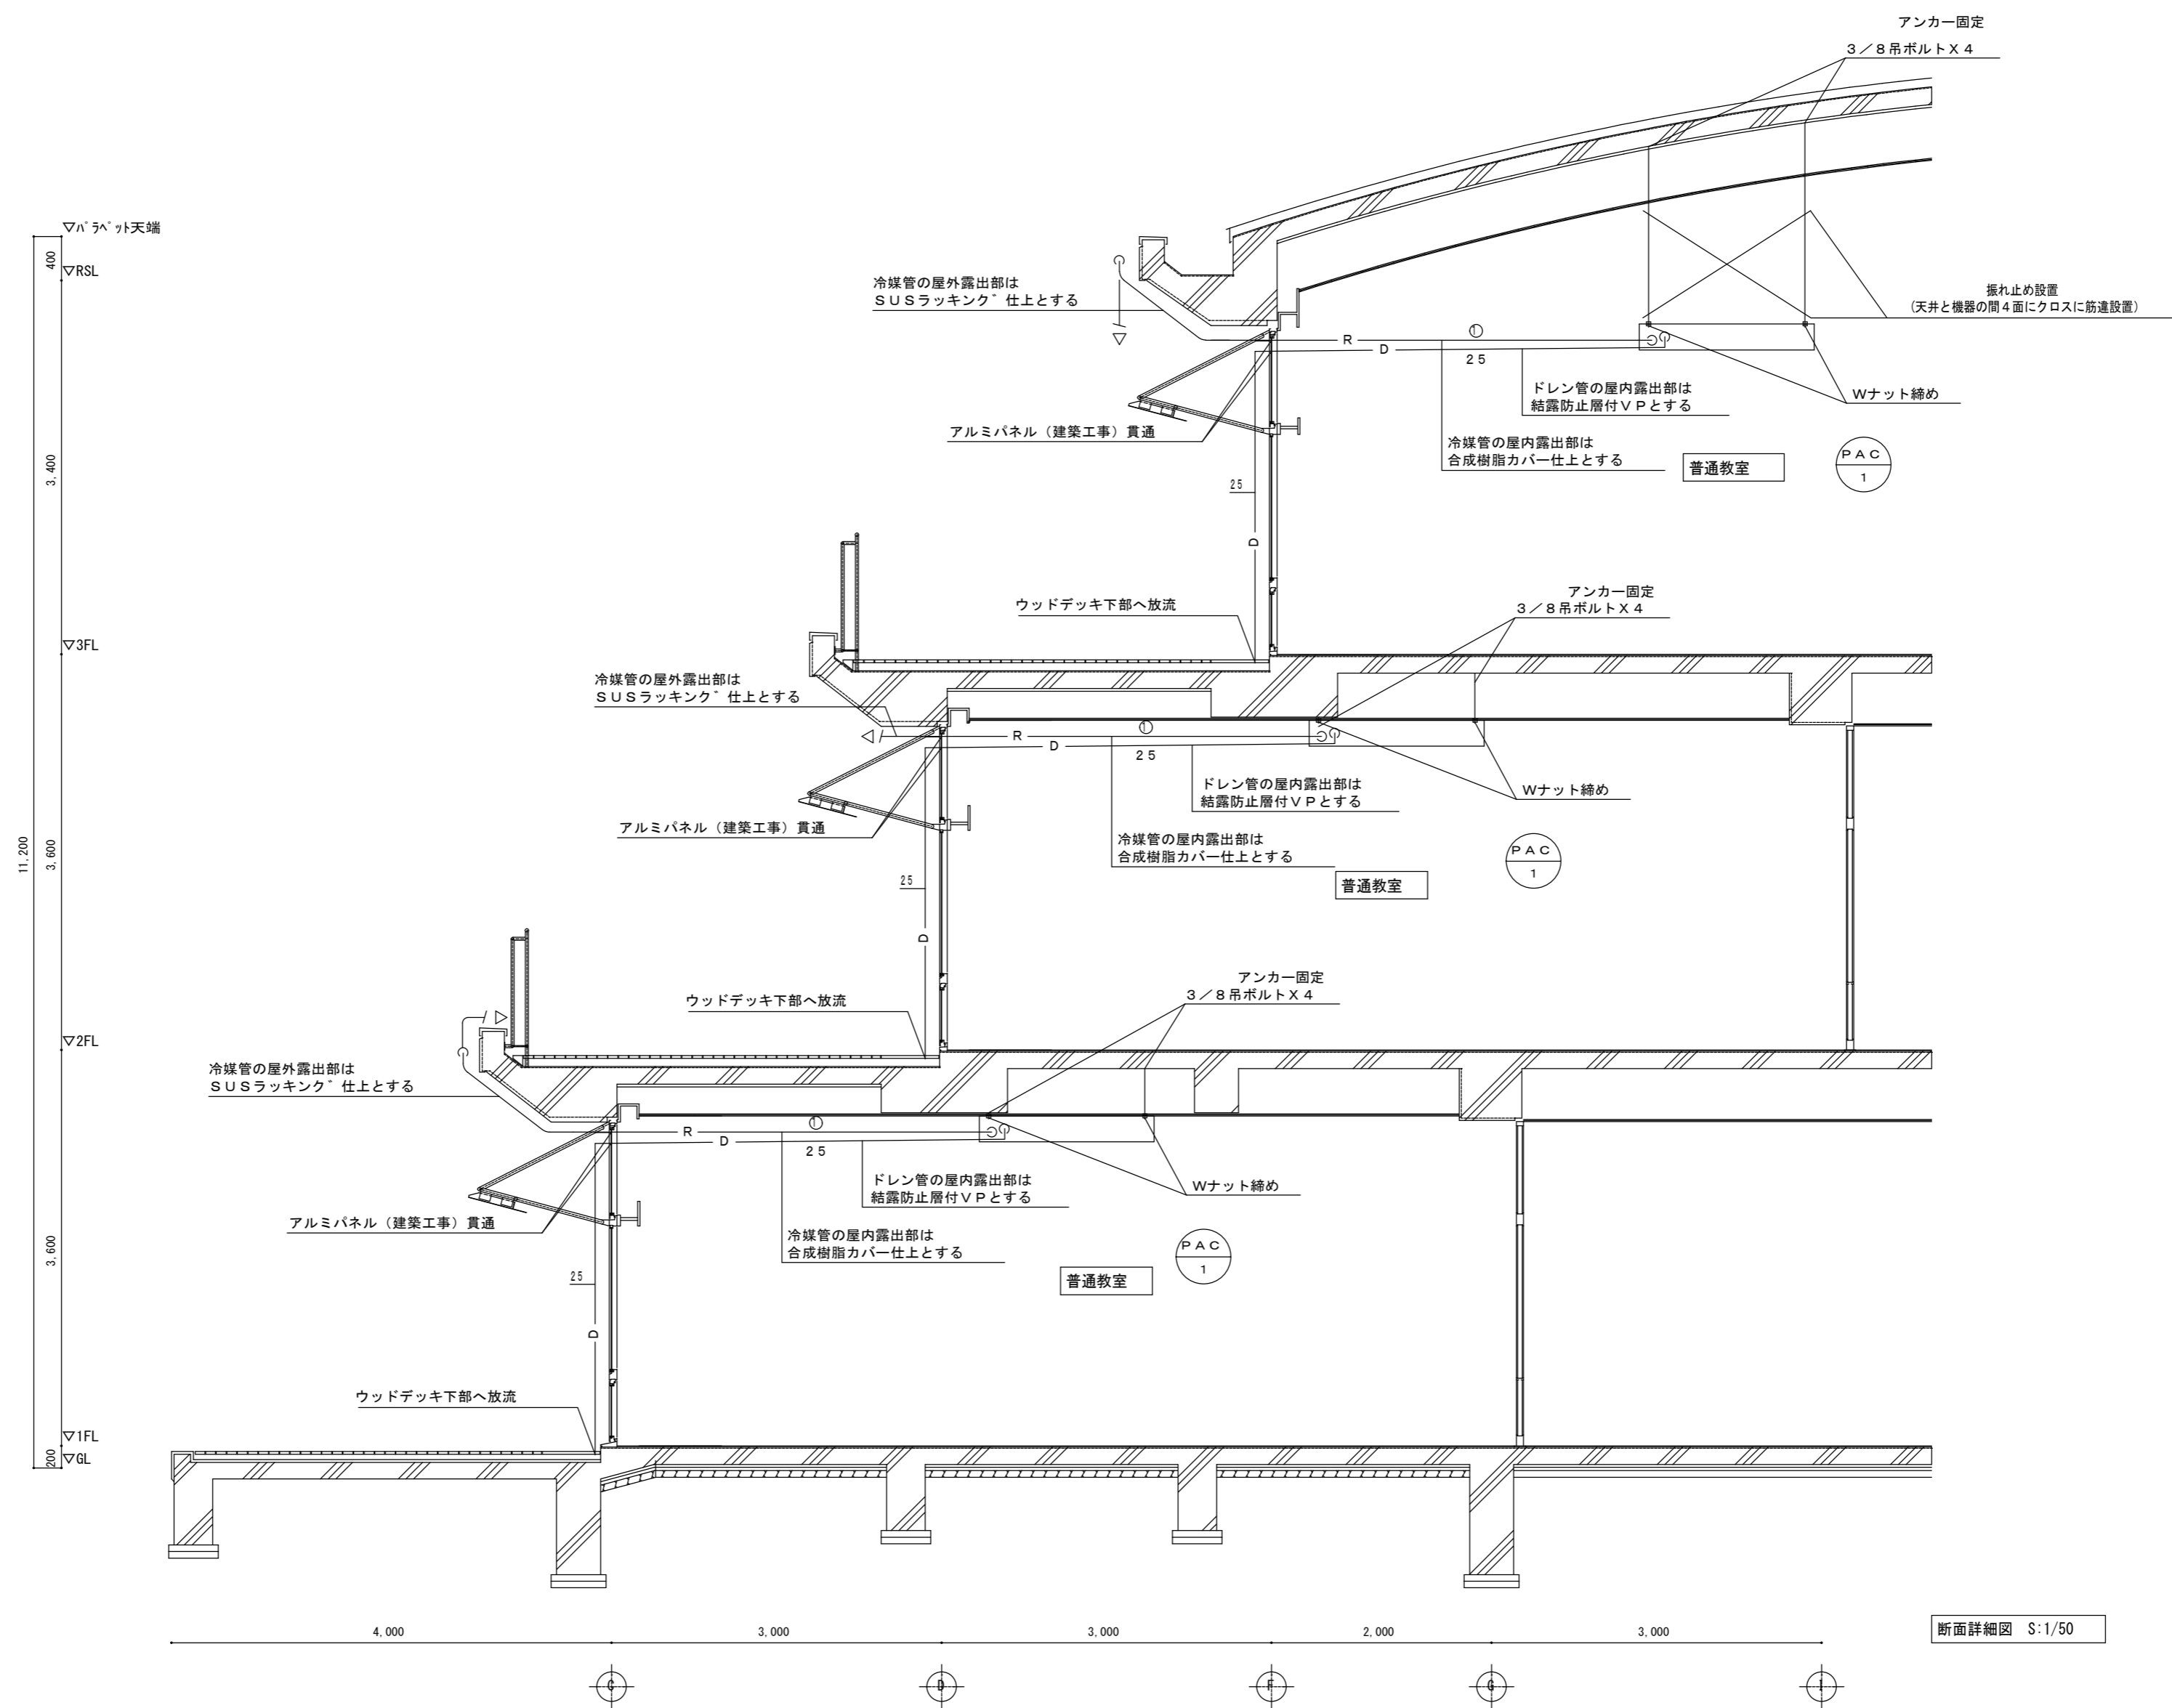 アンカー固定
3／8吊ボルトX4
▽ﾊﾟﾗﾍﾟｯﾄ天端
400
▽RSL
冷媒管の屋外露出部は
SUSラッキング゛仕上とする
振れ止め設置
(天井と機器の間4面にクロスに筋違設置)
R
①
D
25
ドレン管の屋内露出部は
結露防止層付VPとする
Wナット締め
アルミパネル（建築工事）貫通
冷媒管の屋内露出部は
合成樹脂カバー仕上とする
普通教室
PAC
1
3,400
25
D
アンカー固定
3／8吊ボルトX4
ウッドデッキ下部へ放流
▽3FL
冷媒管の屋外露出部は
SUSラッキング゛仕上とする
R
①
D
25
ドレン管の屋内露出部は
結露防止層付VPとする
Wナット締め
アルミパネル（建築工事）貫通
冷媒管の屋内露出部は
合成樹脂カバー仕上とする
普通教室
PAC
1
11,200
3,600
25
D
アンカー固定
3／8吊ボルトX4
ウッドデッキ下部へ放流
▽2FL
冷媒管の屋外露出部は
SUSラッキング゛仕上とする
R
①
D
25
ドレン管の屋内露出部は
結露防止層付VPとする
Wナット締め
アルミパネル（建築工事）貫通
冷媒管の屋内露出部は
合成樹脂カバー仕上とする
普通教室
PAC
1
3,600
25
D
ウッドデッキ下部へ放流
▽1FL
200
▽GL
4,000
3,000
3,000
2,000
3,000
断面詳細図 S:1/50
D
F
G
I